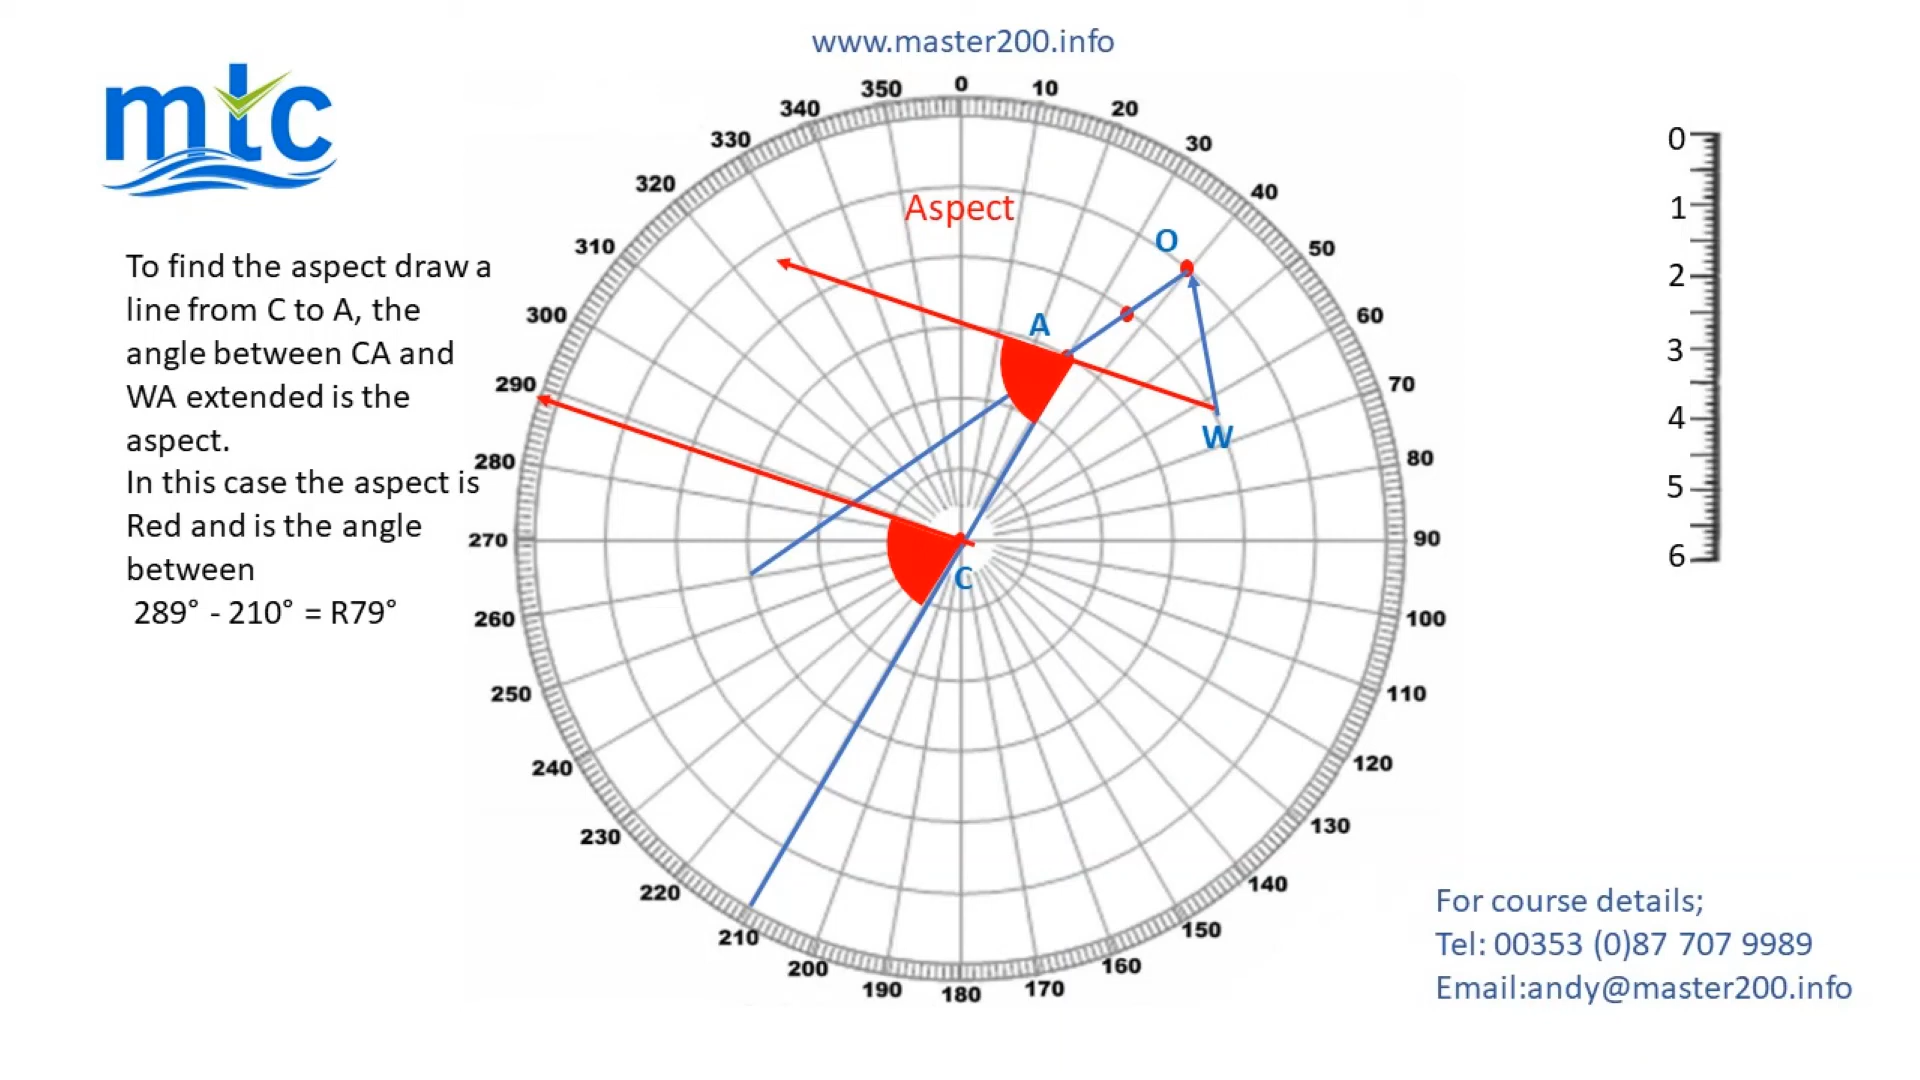 www.master200.info
mtc
To find the aspect draw a
line from C to A, the
angle between CA and
WA extended is the
aspect.
In this case the aspect is
Red and is the angle
between
289° - 210° = R79°
Aspect
O
A
W
C
0
10
20
30
40
50
60
70
80
90
100
110
120
130
140
150
160
170
180
190
200
210
220
230
240
250
260
270
280
290
300
310
320
330
340
350
0
1
2
3
4
5
6
For course details;
Tel: 00353 (0)87 707 9989
Email:andy@master200.info